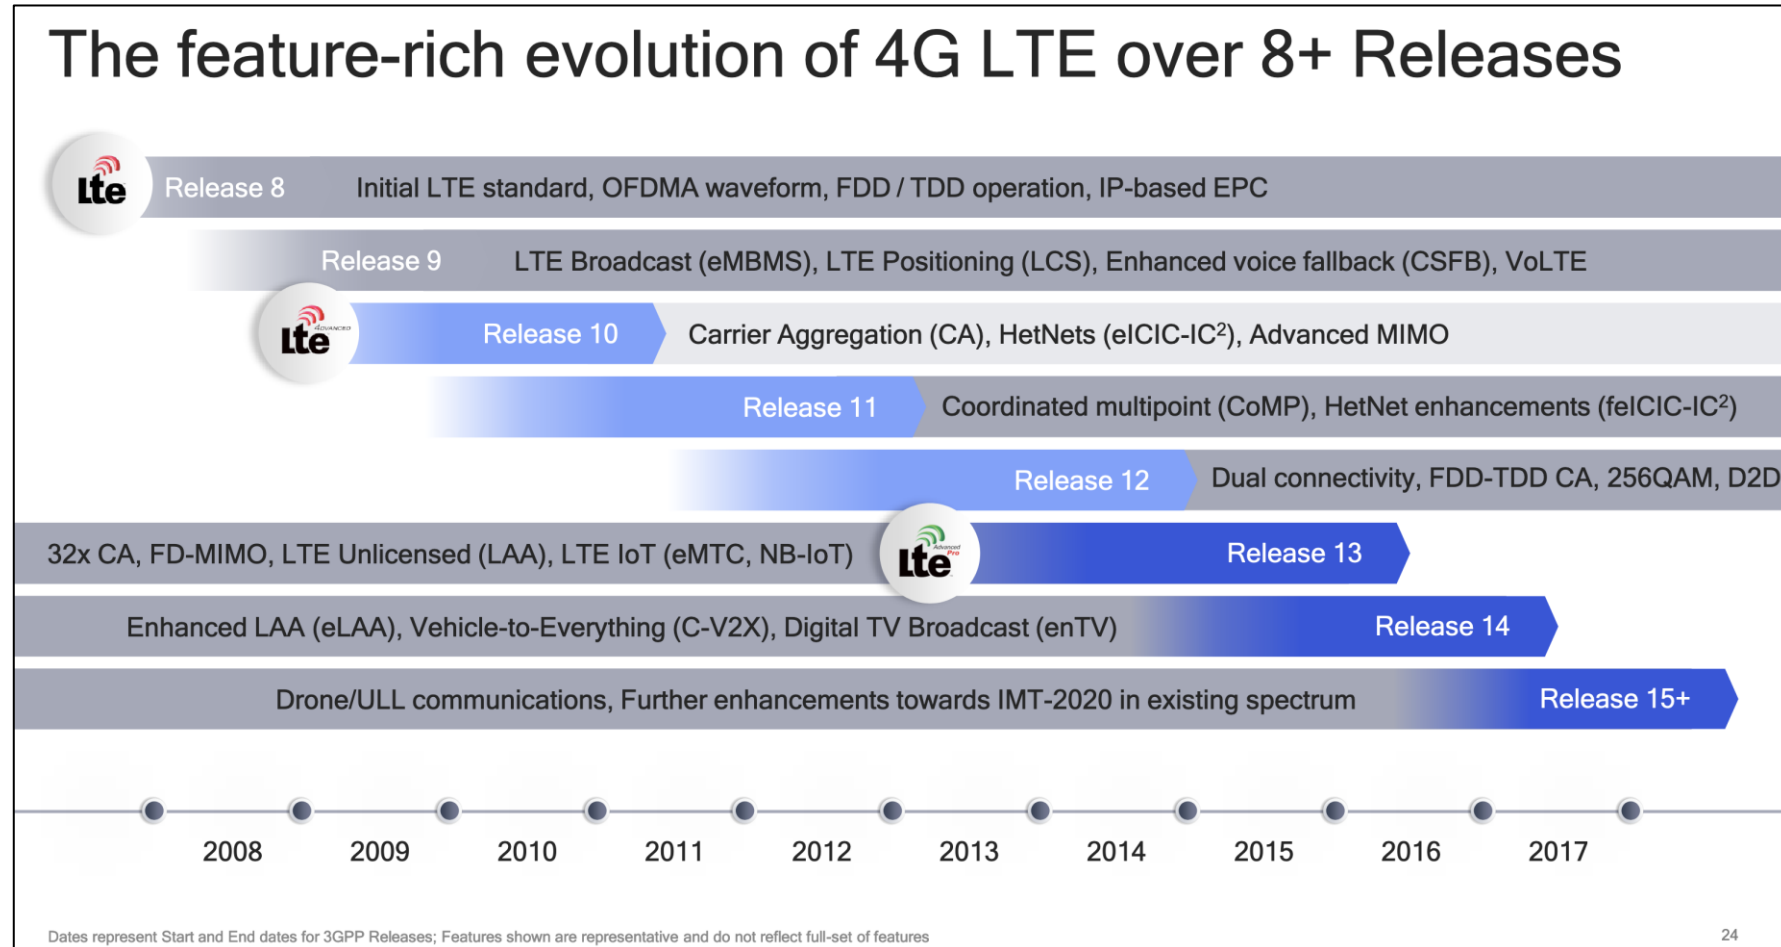 The feature-rich evolution of 4G LTE over 8+ Releases
Lte Release 8 Initial LTE standard, OFDMA waveform, FDD / TDD operation, IP-based EPC
Release 9 LTE Broadcast (eMBMS), LTE Positioning (LCS), Enhanced voice fallback (CSFB), VoLTE
Lte Advanced Release 10 Carrier Aggregation (CA), HetNets (eICIC-IC²), Advanced MIMO
Release 11 Coordinated multipoint (CoMP), HetNet enhancements (feICIC-IC²)
Release 12 Dual connectivity, FDD-TDD CA, 256QAM, D2D
32x CA, FD-MIMO, LTE Unlicensed (LAA), LTE IoT (eMTC, NB-IoT) Lte Advanced Pro Release 13
Enhanced LAA (eLAA), Vehicle-to-Everything (C-V2X), Digital TV Broadcast (enTV) Release 14
Drone/ULL communications, Further enhancements towards IMT-2020 in existing spectrum Release 15+
2008 2009 2010 2011 2012 2013 2014 2015 2016 2017
Dates represent Start and End dates for 3GPP Releases; Features shown are representative and do not reflect full-set of features 24